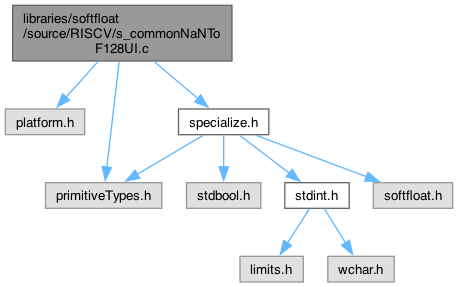 libraries/softfloat
/source/RISCV/s_commonNaNTo
F128UI.c
platform.h
specialize.h
primitiveTypes.h
stdbool.h
stdint.h
softfloat.h
limits.h
wchar.h